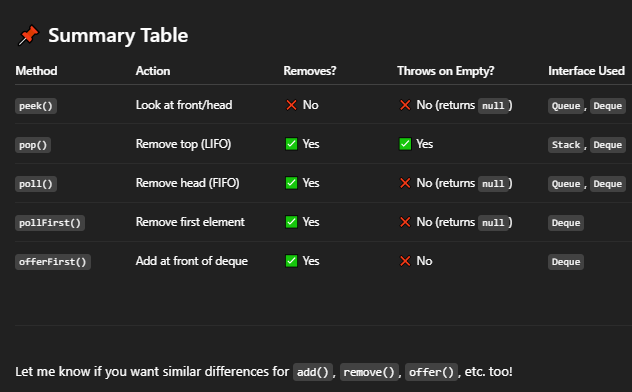 📌 Summary Table
Method Action Removes? Throws on Empty? Interface Used
peek() Look at front/head ❌ No ❌ No (returns null) Queue, Deque
pop() Remove top (LIFO) ✅ Yes ✅ Yes Stack, Deque
poll() Remove head (FIFO) ✅ Yes ❌ No (returns null) Queue, Deque
pollFirst() Remove first element ✅ Yes ❌ No (returns null) Deque
offerFirst() Add at front of deque ✅ Yes ❌ No Deque
Let me know if you want similar differences for add(), remove(), offer(), etc. too!